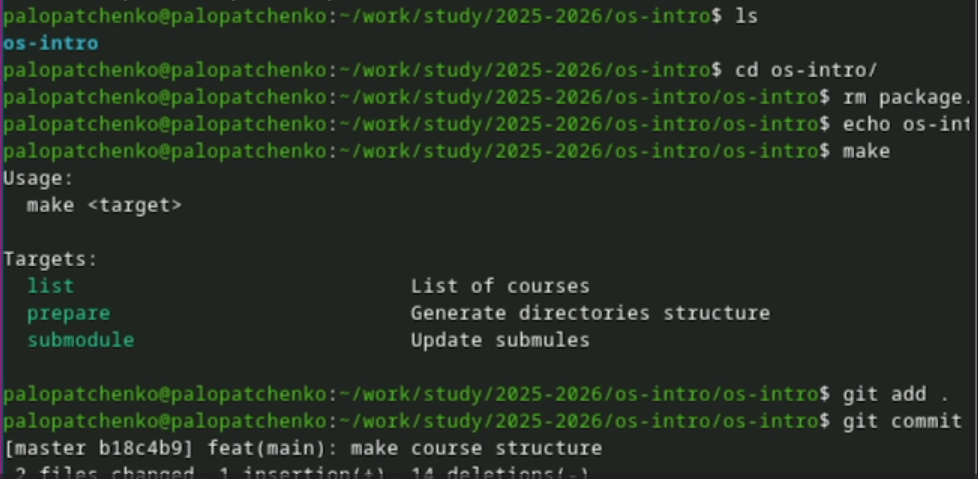 palopatchenko@palopatchenko:~/work/study/2025-2026/os-intro$ ls
os-intro
palopatchenko@palopatchenko:~/work/study/2025-2026/os-intro$ cd os-intro/
palopatchenko@palopatchenko:~/work/study/2025-2026/os-intro/os-intro$ rm package.
palopatchenko@palopatchenko:~/work/study/2025-2026/os-intro/os-intro$ echo
palopatchenko@palopatchenko:~/work/study/2025-2026/os-intro/os-intro$ make
Usage:
  make <target>

Targets:
  list                            List of courses
  prepare                         Generate directories structure
  submodule                       Update submules

palopatchenko@palopatchenko:~/work/study/2025-2026/os-intro/os-intro$ git add .
palopatchenko@palopatchenko:~/work/study/2025-2026/os-intro/os-intro$ git commit
[master b18c4b9] feat(main): make course structure
 2 files changed, 1 insertion(+), 14 deletions(-)